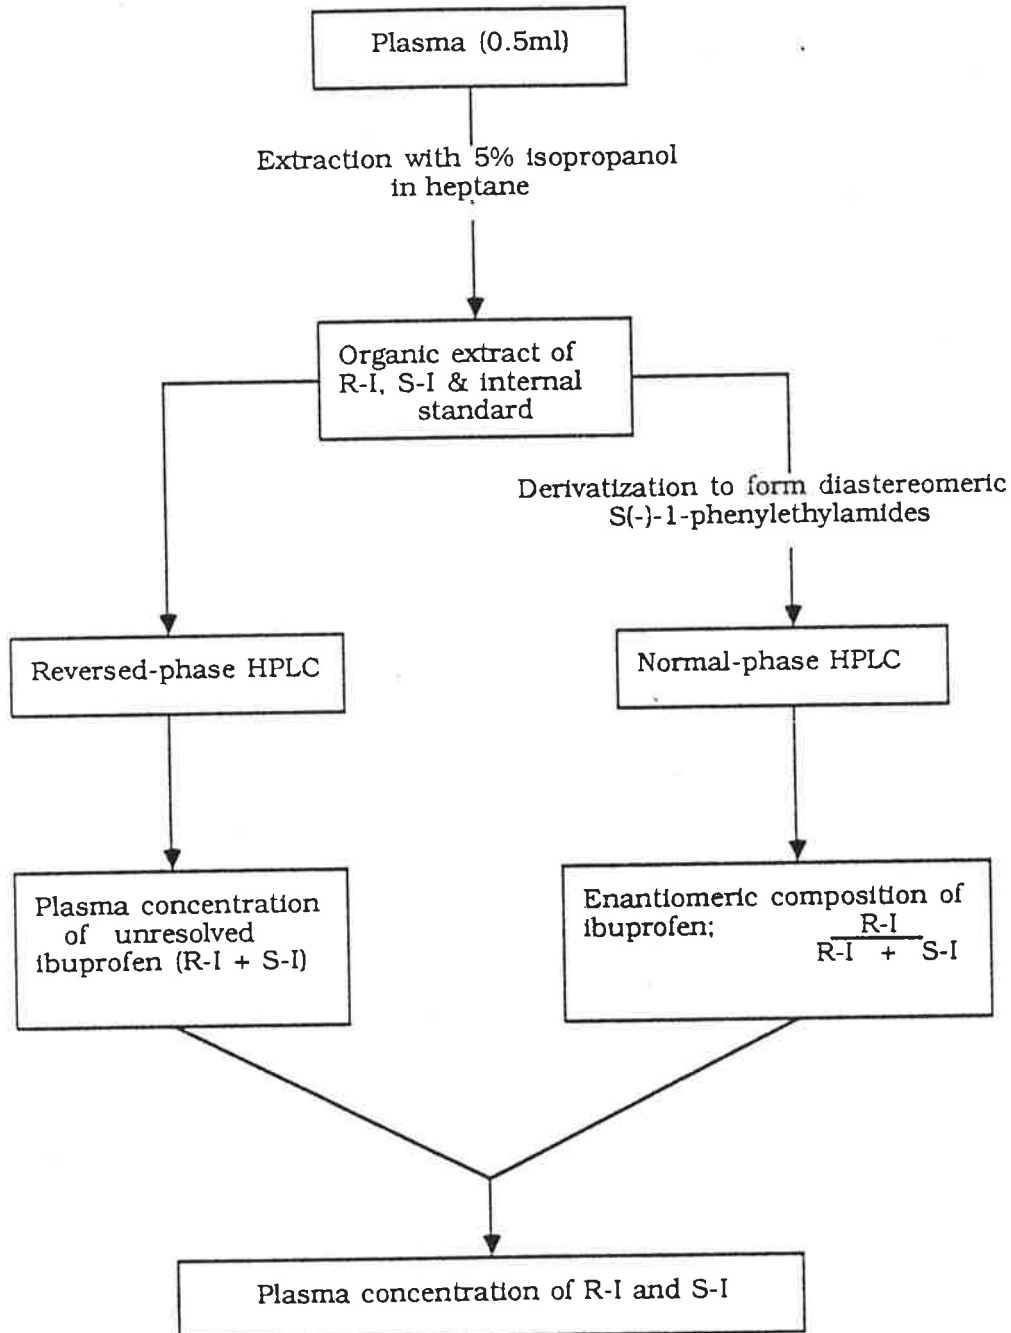 Plasma (0.5ml)
Extraction with 5% isopropanol
in heptane
Organic extract of
R-I, S-I & internal
standard
Derivatization to form diastereomeric
S(-)-1-phenylethylamides
Reversed-phase HPLC
Normal-phase HPLC
Plasma concentration
of unresolved
ibuprofen (R-I + S-I)
Enantiomeric composition of
ibuprofen;
R-I
R-I + S-I
Plasma concentration of R-I and S-I